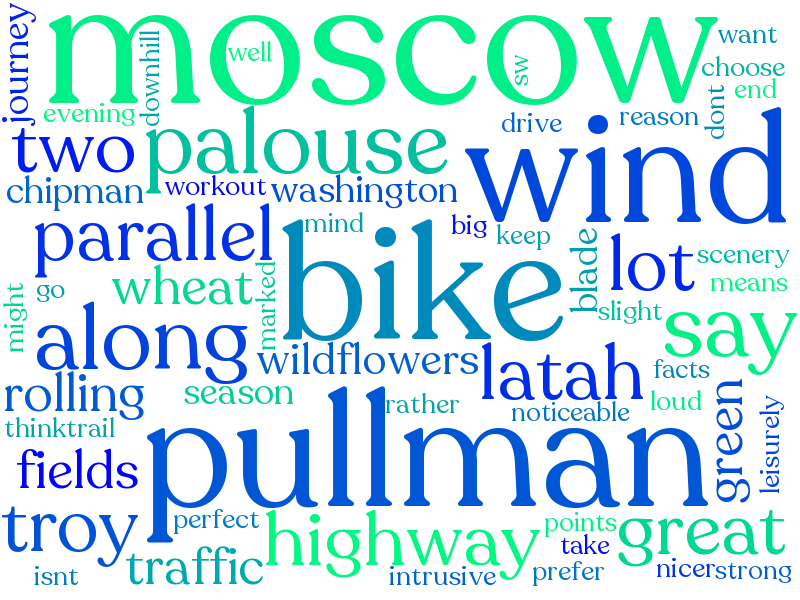 journey
moscow
want
well
sw
choose
downhill
end
evening
dont
drive
reason
two
palouse
wind
chipman
workout
washington
parallel
mind
big
keep
bike
blade
lot
scenery
means
go
wheat
marked
slight
might
along
say
wildflowers
latah
facts
rolling
season
rather
noticeable
loud
green
leisurely
thinktrail
pullman
fields
troy
perfect
highway
points
great
take
traffic
isnt
intrusive
prefer
nicer
strong